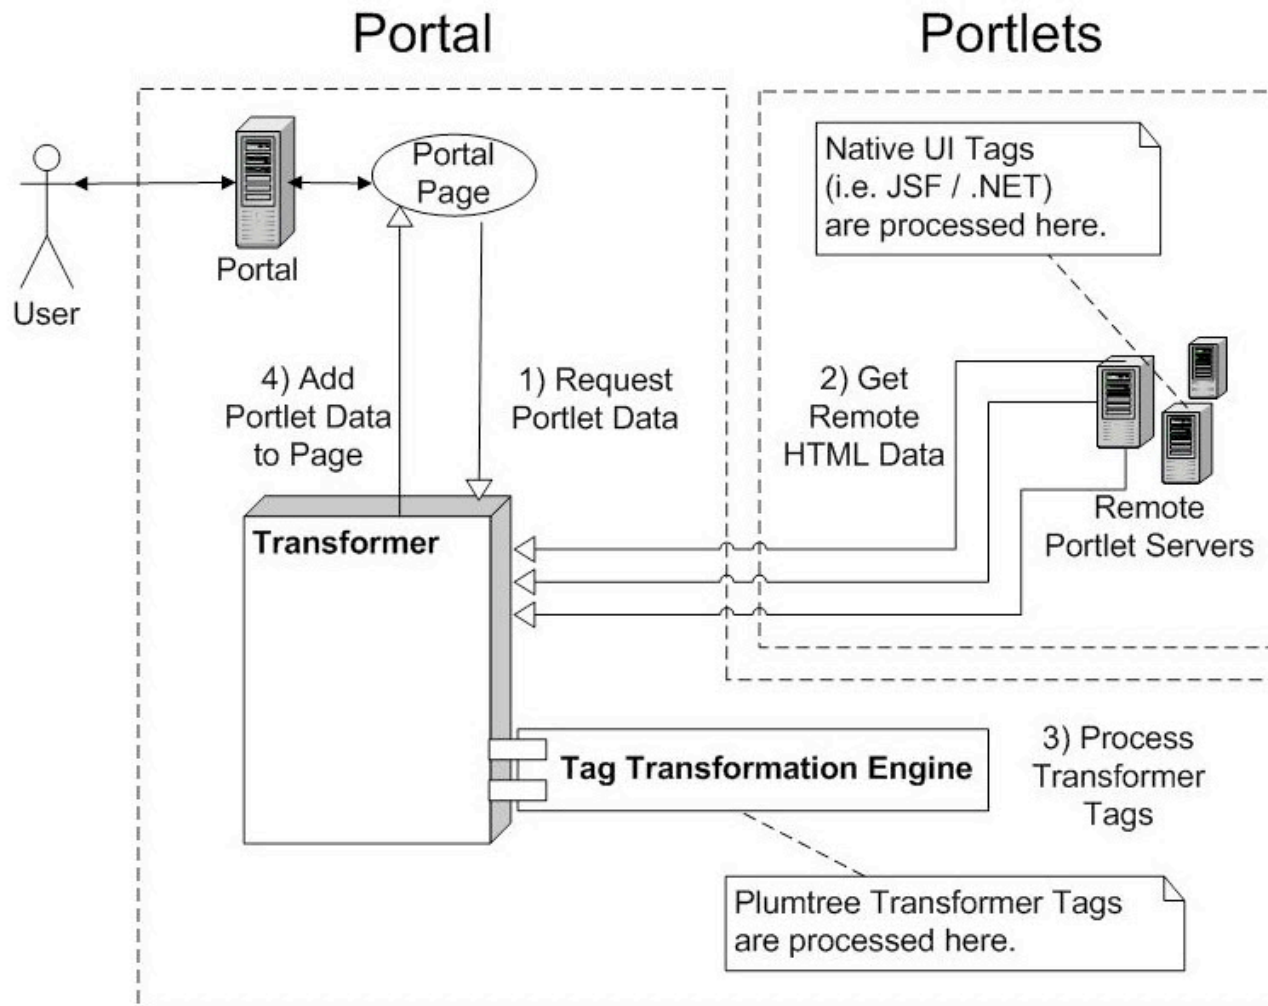 Portal
Portlets
Native UI Tags
(i.e. JSF / .NET)
are processed here.
Portal
Page
Portal
User
4) Add
Portlet Data
to Page
1) Request
Portlet Data
2) Get
Remote
HTML Data
Remote
Portlet Servers
Transformer
Tag Transformation Engine
3) Process
Transformer
Tags
Plumtree Transformer Tags
are processed here.